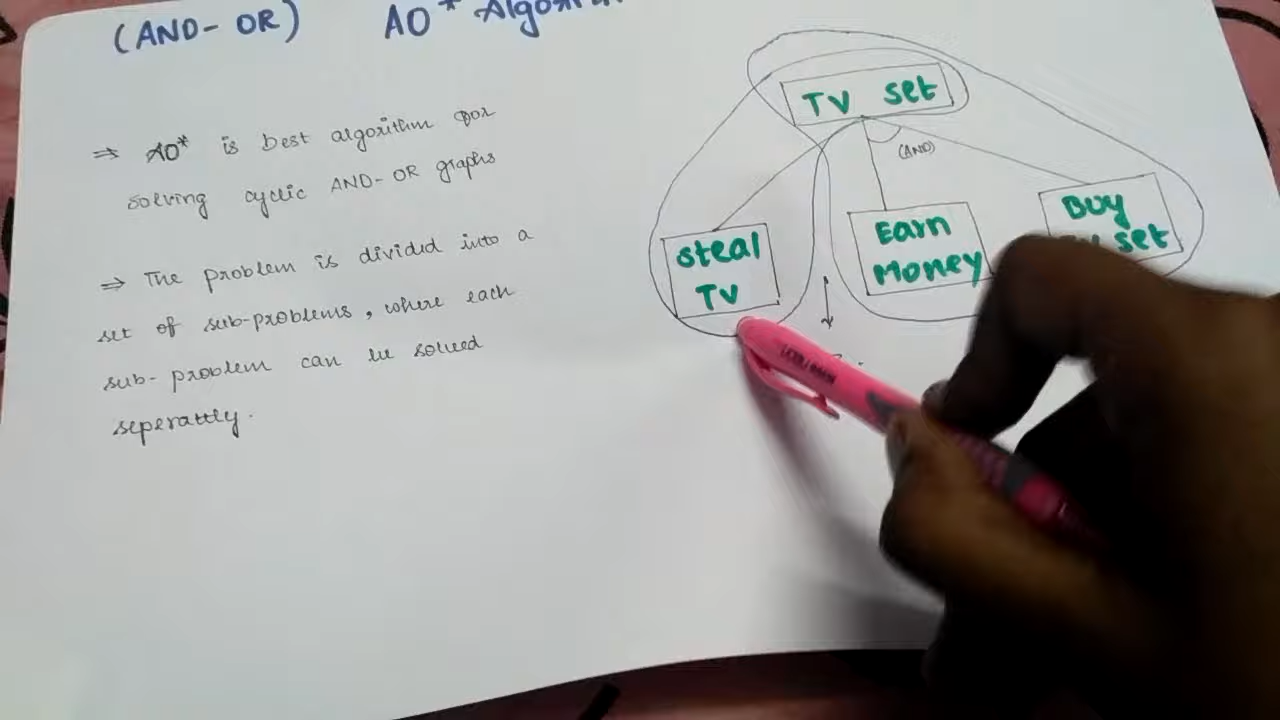 (AND-OR) AO* Algorithm
⇒ AO* is best algorithm for
solving cyclic AND-OR graphs
⇒ The problem is divided into a
set of sub-problems, where each
sub-problem can be solved
seperattly.
TV set
(AND)
steal
TV
Earn
Money
Buy
set